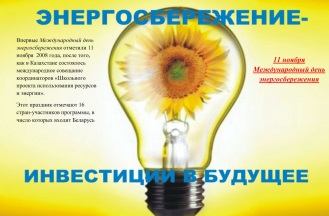 ЭНЕРГОСБЕРЕЖЕНИЕ-
Впервые Международный день
энергосбережения отметили 11
ноября 2008 года, после того,
как в Казахстане состоялось
международное совещание
координаторов «Школьного
проекта использования ресурсов
и энергии».
Этот праздник отмечают 16
стран-участников программы, в
число которых входит Беларусь
11 ноября
Международный день
энергосбережения
ИНВЕСТИЦИИ В БУДУЩЕЕ